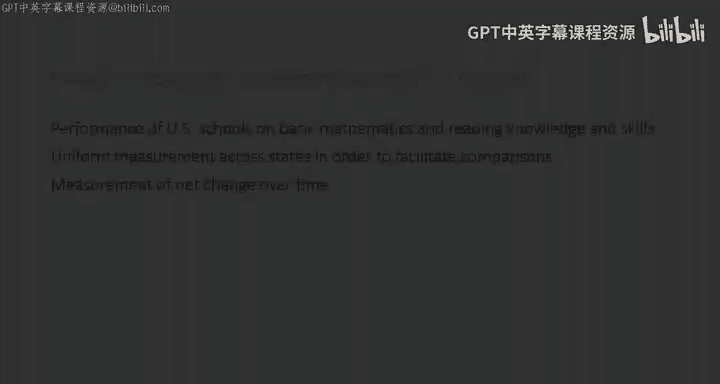 GPT中英字幕课程资源@bilibili.com
GPT中英字幕课程资源 bilibili
Performance of U.S. schools on basic mathematics and reading knowledge and skills
Uniform measurement across states in order to facilitate comparisons
Measurement of net change over time